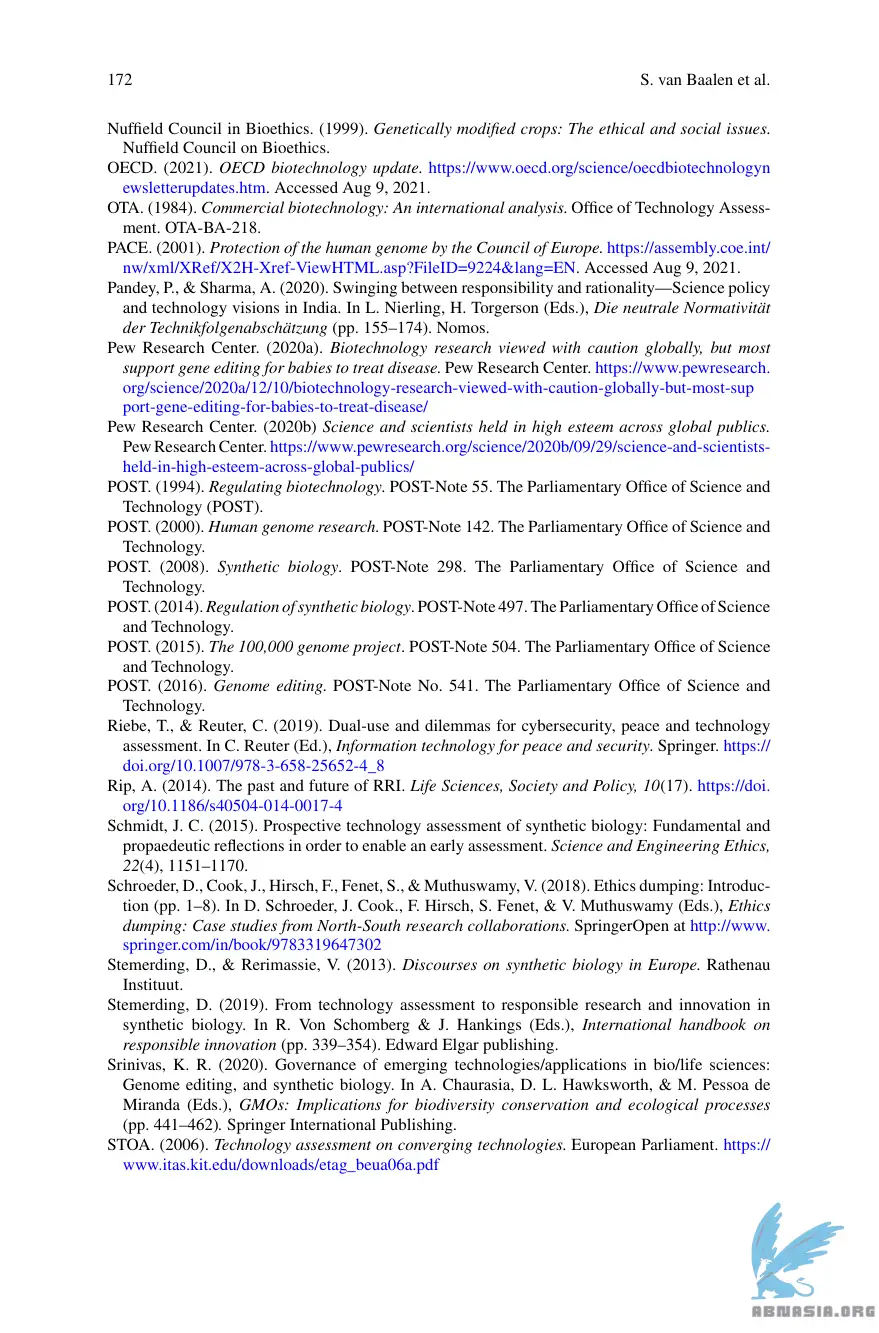 172
S. van Baalen et al.
Nuffield Council in Bioethics. (1999). Genetically modified crops: The ethical and social issues.
Nuffield Council on Bioethics.
OECD. (2021). OECD biotechnology update. https://www.oecd.org/science/oecdbiotechnologyn
ewsletterupdates.htm. Accessed Aug 9, 2021.
OTA. (1984). Commercial biotechnology: An international analysis. Office of Technology Assess-
ment. OTA-BA-218.
PACE. (2001). Protection of the human genome by the Council of Europe. https://assembly.coe.int/
nw/xml/XRef/X2H-Xref-ViewHTML.asp?FileID=9224&lang=EN. Accessed Aug 9, 2021.
Pandey, P., & Sharma, A. (2020). Swinging between responsibility and rationality—Science policy
and technology visions in India. In L. Nierling, H. Torgerson (Eds.), Die neutrale Normativität
der Technikfolgenabschätzung (pp. 155–174). Nomos.
Pew Research Center. (2020a). Biotechnology research viewed with caution globally, but most
support gene editing for babies to treat disease. Pew Research Center. https://www.pewresearch.
org/science/2020a/12/10/biotechnology-research-viewed-with-caution-globally-but-most-sup
port-gene-editing-for-babies-to-treat-disease/
Pew Research Center. (2020b) Science and scientists held in high esteem across global publics.
Pew Research Center. https://www.pewresearch.org/science/2020b/09/29/science-and-scientists-
held-in-high-esteem-across-global-publics/
POST. (1994). Regulating biotechnology. POST-Note 55. The Parliamentary Office of Science and
Technology (POST).
POST. (2000). Human genome research. POST-Note 142. The Parliamentary Office of Science and
Technology.
POST. (2008). Synthetic biology. POST-Note 298. The Parliamentary Office of Science and
Technology.
POST. (2014). Regulation of synthetic biology. POST-Note 497. The Parliamentary Office of Science
and Technology.
POST. (2015). The 100,000 genome project. POST-Note 504. The Parliamentary Office of Science
and Technology.
POST. (2016). Genome editing. POST-Note No. 541. The Parliamentary Office of Science and
Technology.
Riebe, T., & Reuter, C. (2019). Dual-use and dilemmas for cybersecurity, peace and technology
assessment. In C. Reuter (Ed.), Information technology for peace and security. Springer. https://
doi.org/10.1007/978-3-658-25652-4_8
Rip, A. (2014). The past and future of RRI. Life Sciences, Society and Policy, 10(17). https://doi.
org/10.1186/s40504-014-0017-4
Schmidt, J. C. (2015). Prospective technology assessment of synthetic biology: Fundamental and
propaedeutic reflections in order to enable an early assessment. Science and Engineering Ethics,
22(4), 1151–1170.
Schroeder, D., Cook, J., Hirsch, F., Fenet, S., & Muthuswamy, V. (2018). Ethics dumping: Introduc-
tion (pp. 1–8). In D. Schroeder, J. Cook., F. Hirsch, S. Fenet, & V. Muthuswamy (Eds.), Ethics
dumping: Case studies from North-South research collaborations. SpringerOpen at http://www.
springer.com/in/book/9783319647302
Stemerding, D., & Rerimassie, V. (2013). Discourses on synthetic biology in Europe. Rathenau
Instituut.
Stemerding, D. (2019). From technology assessment to responsible research and innovation in
synthetic biology. In R. Von Schomberg & J. Hankings (Eds.), International handbook on
responsible innovation (pp. 339–354). Edward Elgar publishing.
Srinivas, K. R. (2020). Governance of emerging technologies/applications in bio/life sciences:
Genome editing, and synthetic biology. In A. Chaurasia, D. L. Hawksworth, & M. Pessoa de
Miranda (Eds.), GMOs: Implications for biodiversity conservation and ecological processes
(pp. 441–462). Springer International Publishing.
STOA. (2006). Technology assessment on converging technologies. European Parliament. https://
www.itas.kit.edu/downloads/etag_beua06a.pdf
ABNASIA.ORG